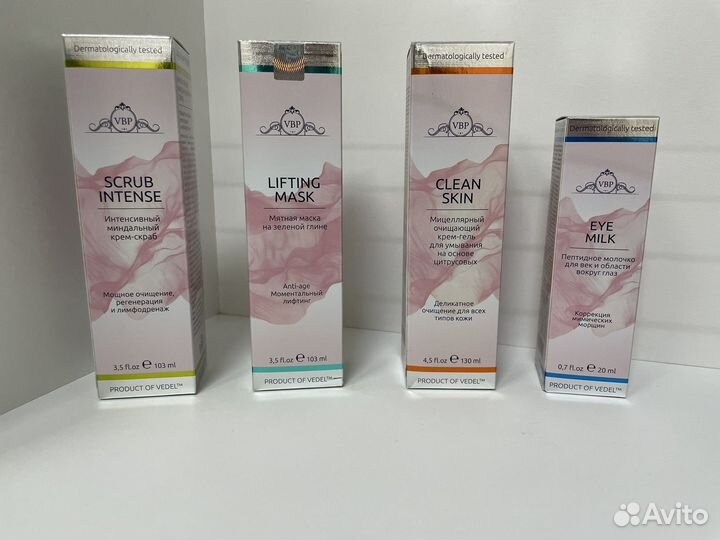 Dermatologically tested
VBP
SCRUB
INTENSE
Интенсивный
миндальный
крем-скраб
Мощное очищение,
регенерация
и лимфодренаж
3,5 fl.oz ℮ 103 ml
PRODUCT OF VEDEL™
VBP
LIFTING
MASK
Мятная маска
на зеленой глине
Anti-age
Моментальный
лифтинг
3,5 fl.oz ℮ 103 ml
PRODUCT OF VEDEL™
Dermatologically tested
VBP
CLEAN
SKIN
Мицеллярный
очищающий
крем-гель
для умывания
на основе
цитрусовых
Деликатное
очищение для всех
типов кожи
4,5 fl.oz ℮ 130 ml
PRODUCT OF VEDEL™
Dermatologically tested
VBP
EYE
MILK
Пептидное молочко
для век и области
вокруг глаз
Коррекция
мимических
морщин
0,7 fl.oz ℮ 20 ml
PRODUCT OF VEDEL™
Avito